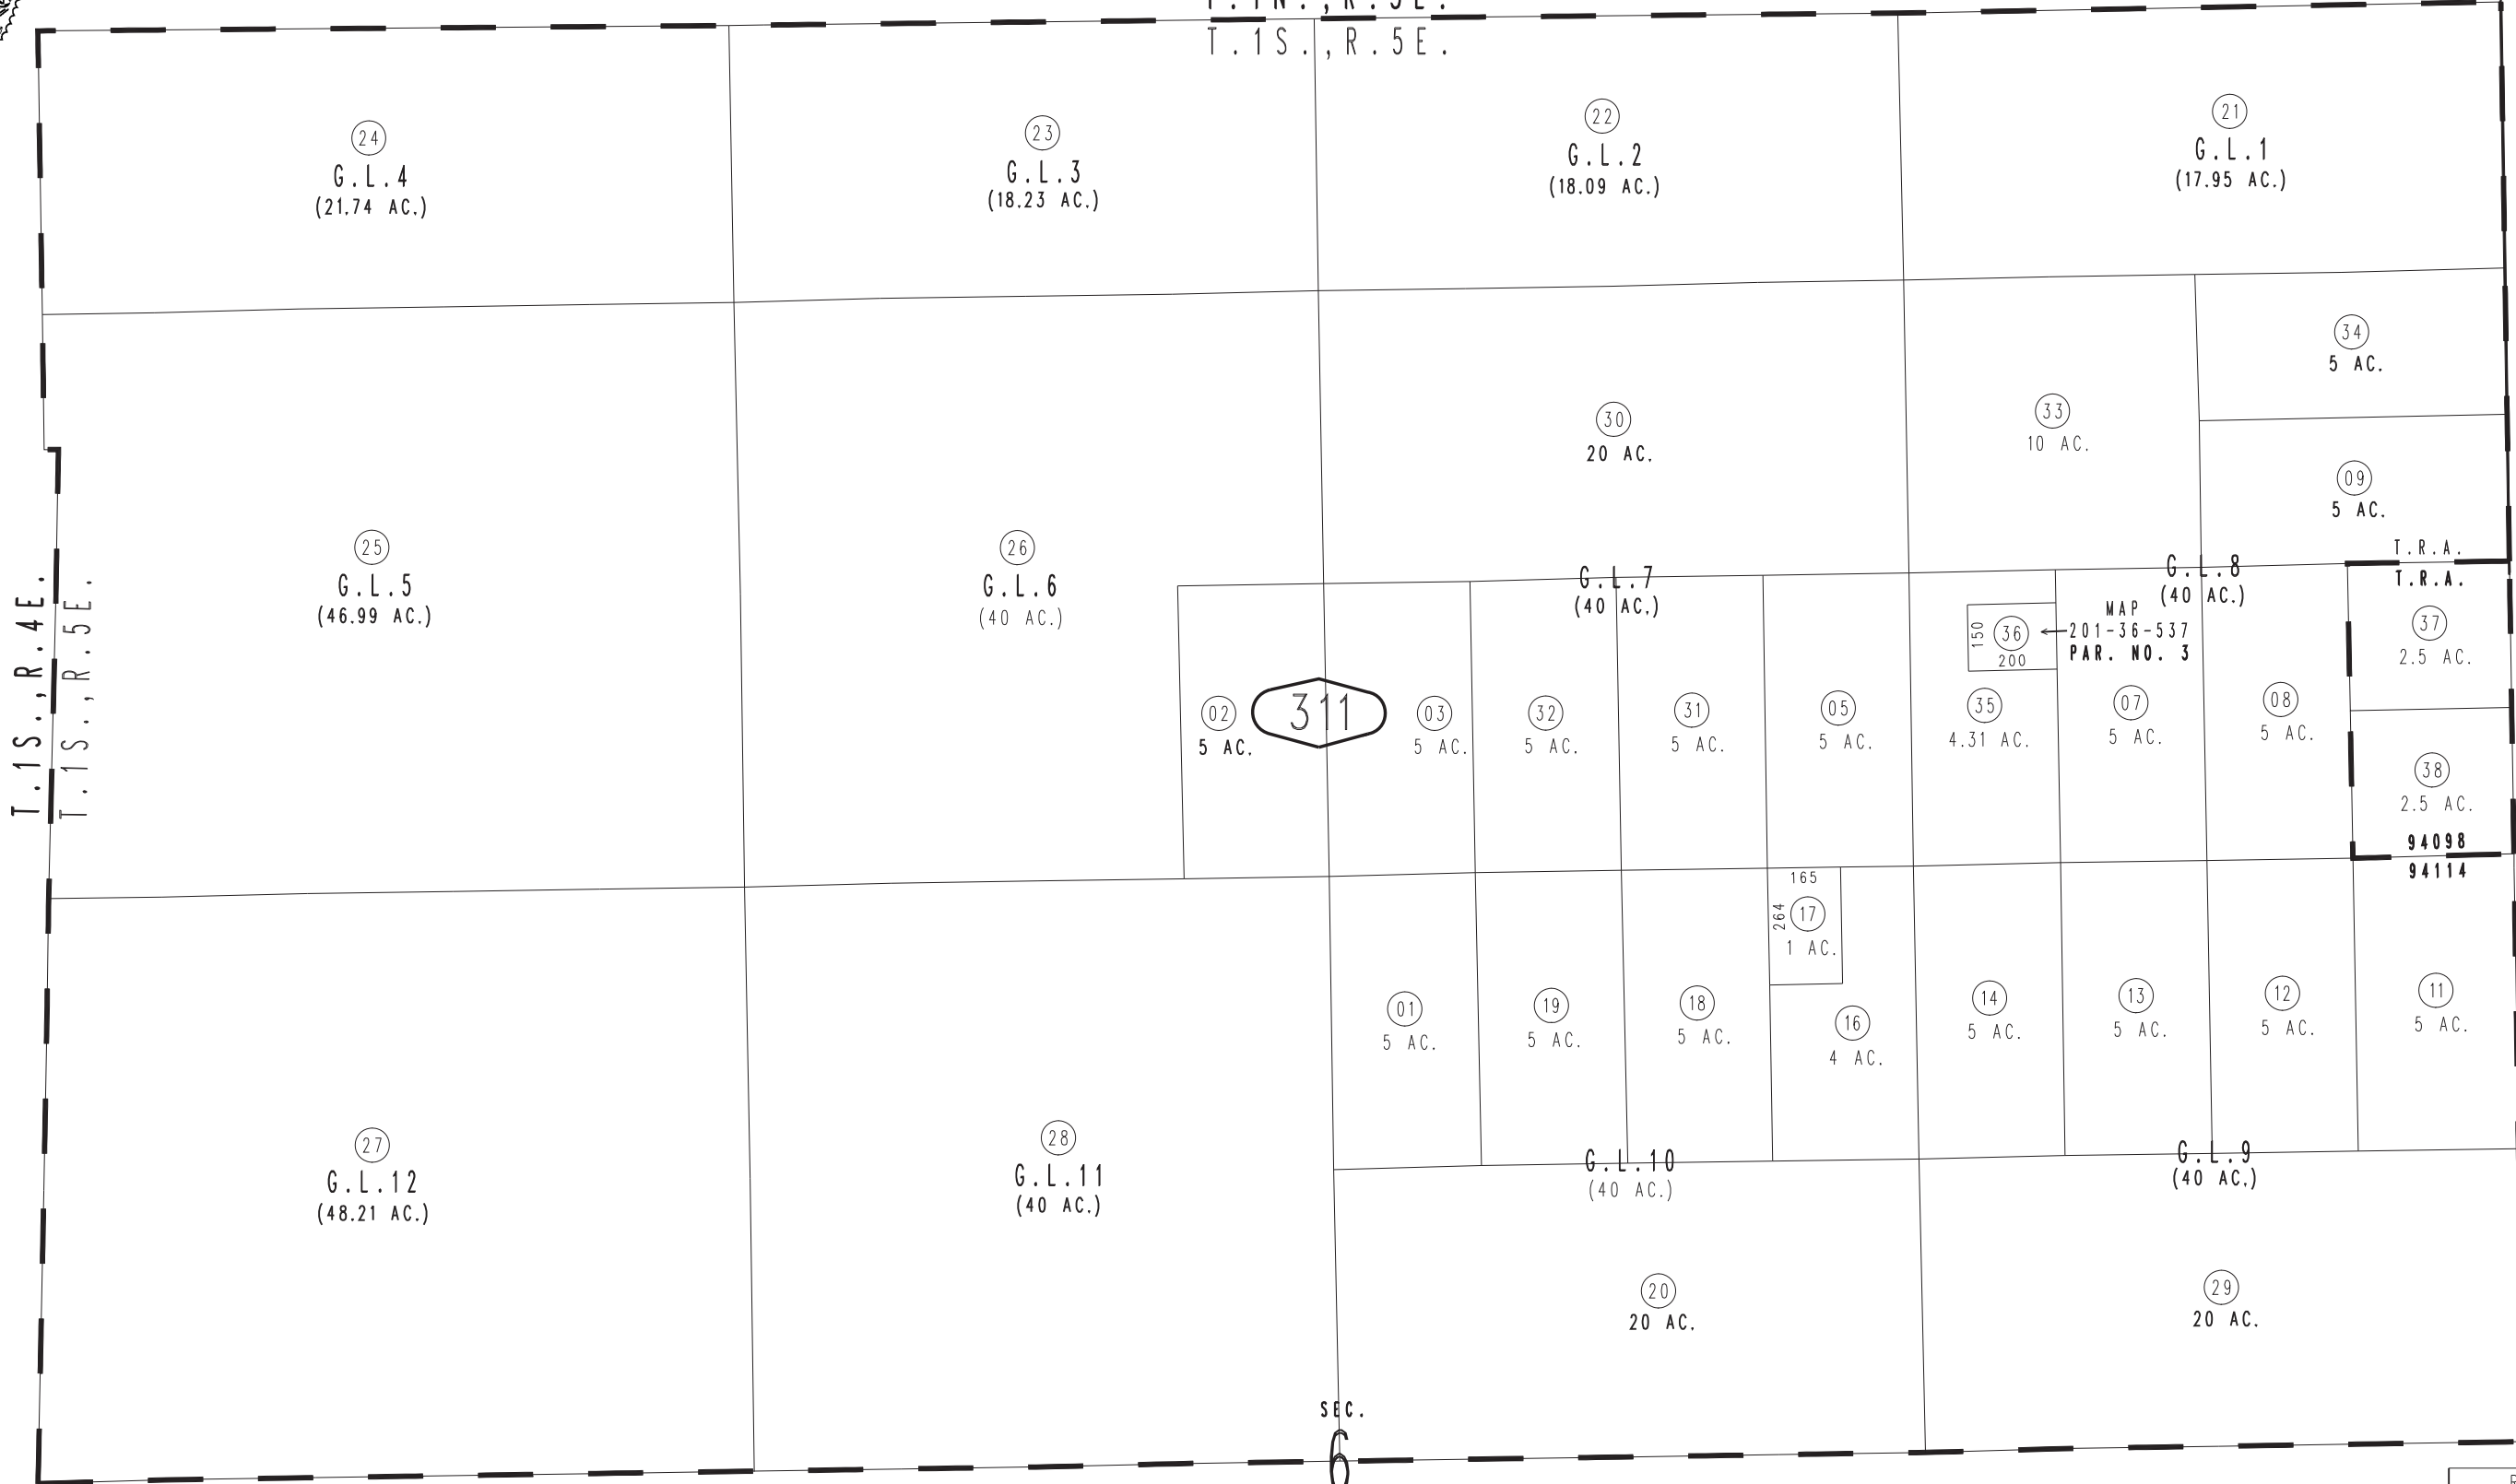 T.1N.,R.5E.
T.1S.,R.5E.
24
G.L.4
(21.74 AC.)
23
G.L.3
(18.23 AC.)
22
G.L.2
(18.09 AC.)
21
G.L.1
(17.95 AC.)
34
5 AC.
30
20 AC.
33
10 AC.
09
5 AC.
T.1S.,R.4E.
T.1S.,R.5E.
25
G.L.5
(46.99 AC.)
26
G.L.6
(40 AC.)
G.L.7
(40 AC.)
G.L.8
(40 AC.)
T.R.A.
T.R.A.
150
36
200
MAP
201-36-537
PAR. NO. 3
37
2.5 AC.
02
5 AC.
311
03
5 AC.
32
5 AC.
31
5 AC.
05
5 AC.
35
4.31 AC.
07
5 AC.
08
5 AC.
38
2.5 AC.
94098
94114
165
264
17
1 AC.
01
5 AC.
19
5 AC.
18
5 AC.
16
4 AC.
14
5 AC.
13
5 AC.
12
5 AC.
11
5 AC.
27
G.L.12
(48.21 AC.)
28
G.L.11
(40 AC.)
G.L.10
(40 AC.)
G.L.9
(40 AC.)
20
20 AC.
29
20 AC.
SEC.
6